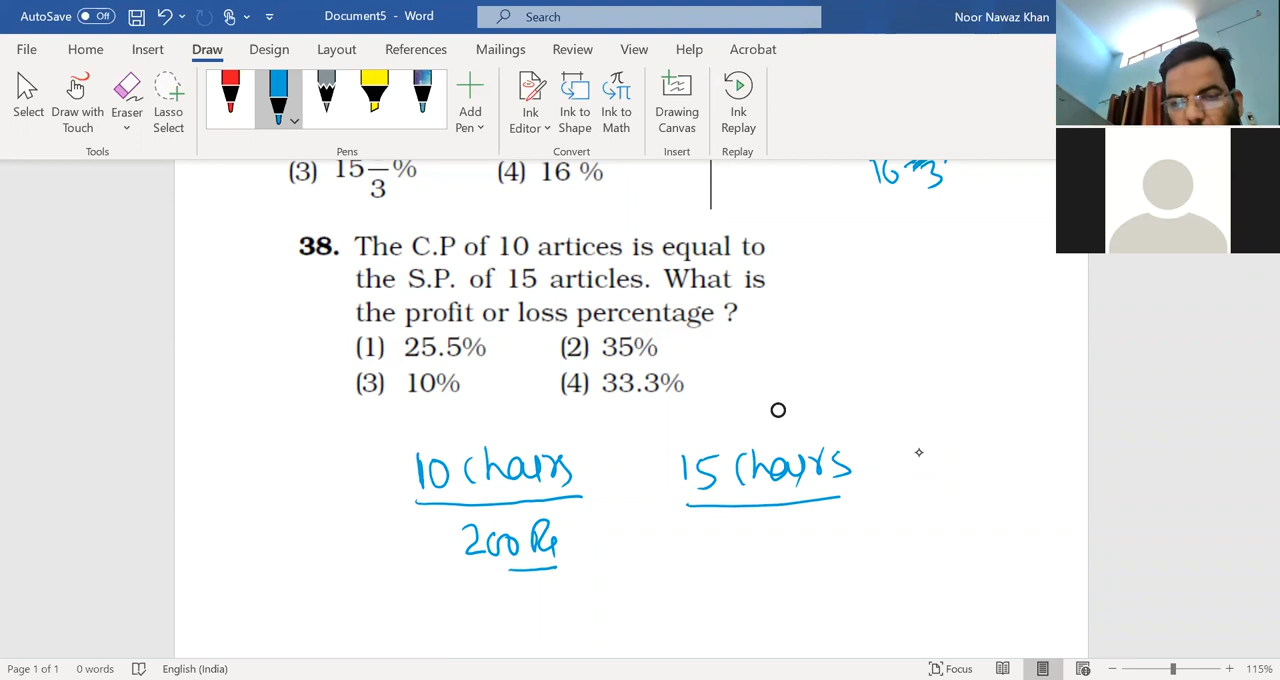 AutoSave Off
Document5 - Word
Search
Noor Nawaz Khan
File Home Insert Draw Design Layout References Mailings Review View Help Acrobat
Select
Draw with Touch
Eraser
Lasso Select
Add Pen
Ink Editor
Ink to Shape
Ink to Math
Drawing Canvas
Ink Replay
Tools Pens Convert Insert Replay
(3) 15 — % (4) 16 %
3
16 3
38. The C.P of 10 artices is equal to
the S.P. of 15 articles. What is
the profit or loss percentage ?
(1) 25.5% (2) 35%
(3) 10% (4) 33.3%
10 Chairs 15 Chairs
200 Rs
Page 1 of 1 0 words English (India) Focus 115%